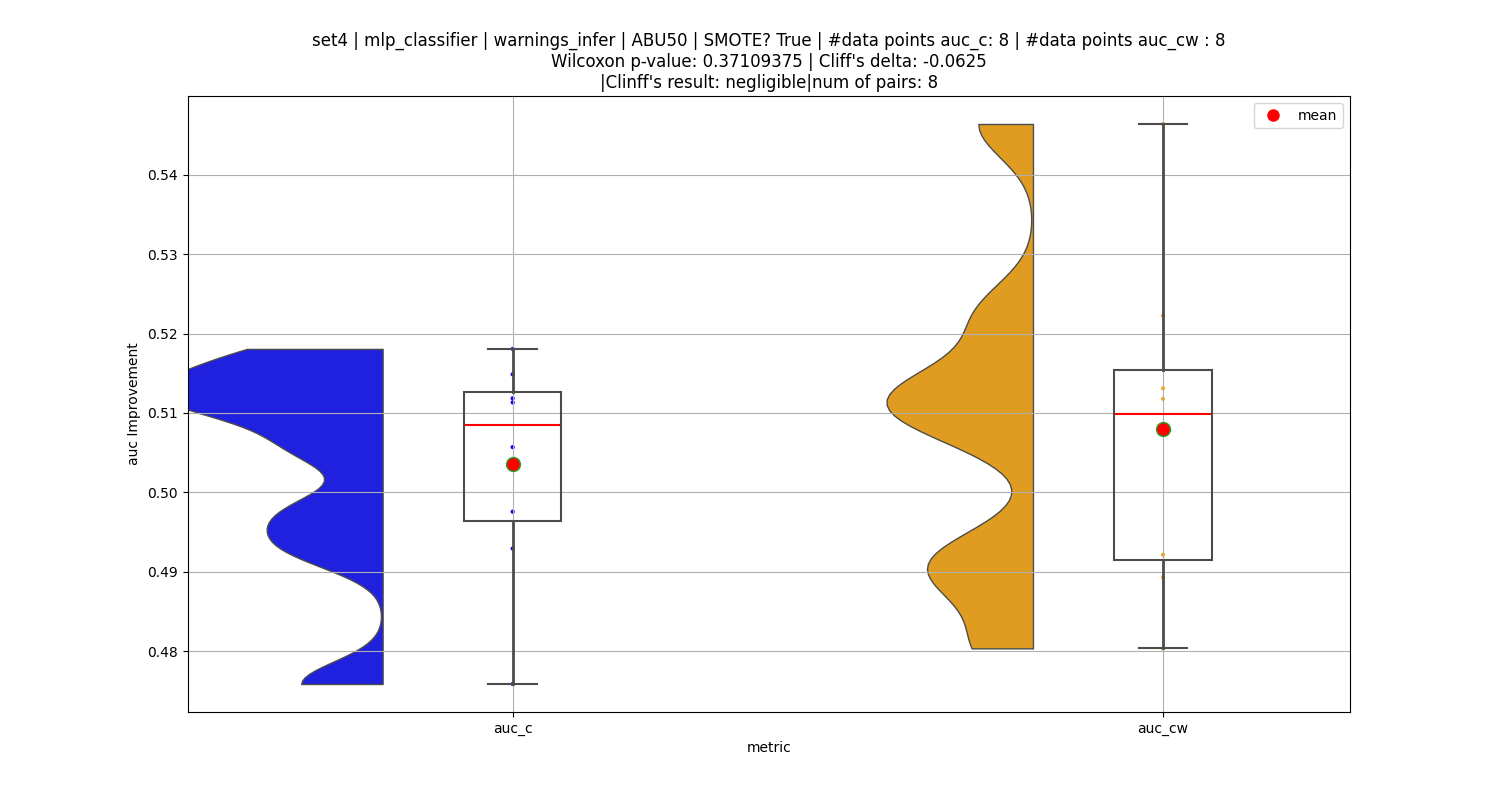 set4 | mlp_classifier | warnings_infer | ABU50 | SMOTE? True | #data points auc_c: 8 | #data points auc_cw : 8
Wilcoxon p-value: 0.37109375 | Cliff's delta: -0.0625
|Clinff's result: negligible|num of pairs: 8
mean
0.54
0.53
0.52
0.51
0.50
0.49
0.48
auc Improvement
auc_c
auc_cw
metric